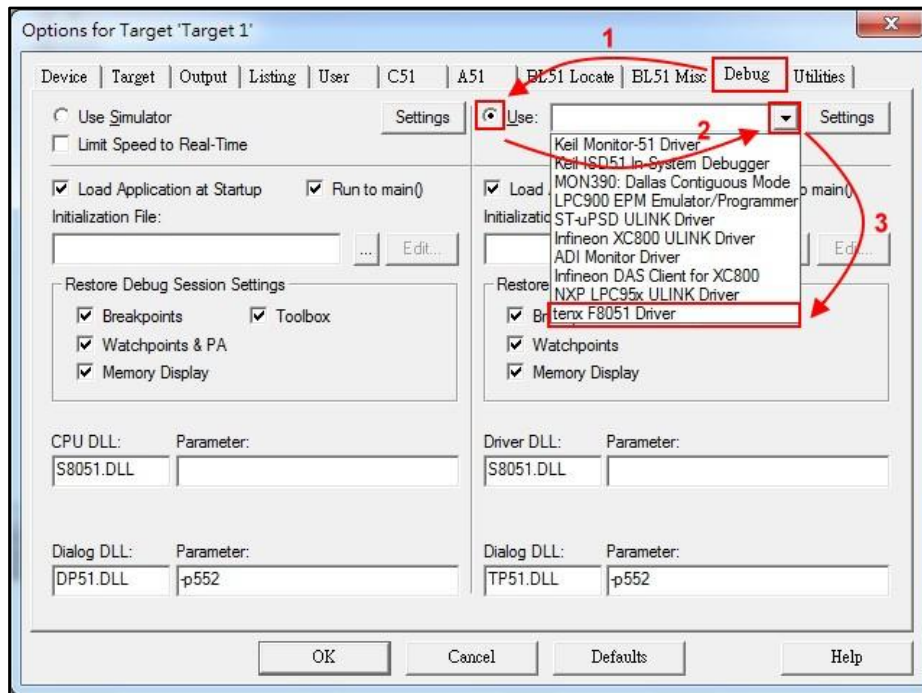 Options for Target 'Target 1'
1
Device Target Output Listing User C51 A51 BL51 Locate BL51 Misc Debug Utilities
Use Simulator Settings Use: 2 Settings
Limit Speed to Real-Time
Keil Monitor-51 Driver
Keil ISD51 In-System Debugger
MON390: Dallas Contiguous Mode
LPC900 EPM Emulator/Programmer
ST-uPSD ULINK Driver
Infineon XC800 ULINK Driver
ADI Monitor Driver
Infineon DAS Client for XC800
NXP LPC95x ULINK Driver
tenx F8051 Driver
3
Load Application at Startup Run to main() Load main()
Initialization File:
... Edit...
Restore Debug Session Settings Restore
Breakpoints Toolbox
Watchpoints & PA Watchpoints
Memory Display Memory Display
CPU DLL: Parameter: Driver DLL: Parameter:
S8051.DLL S8051.DLL
Dialog DLL: Parameter: Dialog DLL: Parameter:
DP51.DLL -p552 TP51.DLL -p552
OK Cancel Defaults Help